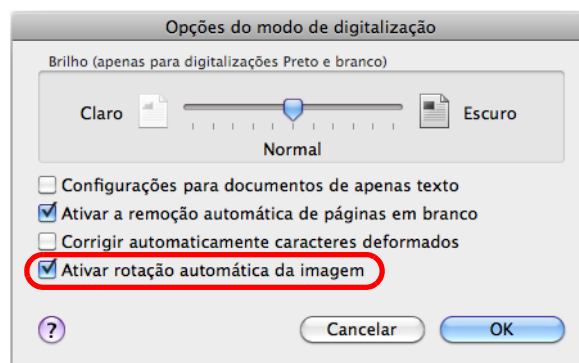 Opções do modo de digitalização
Brilho (apenas para digitalizações Preto e branco)
Claro Escuro
Normal
Configurações para documentos de apenas texto
Ativar a remoção automática de páginas em branco
Corrigir automaticamente caracteres deformados
Ativar rotação automática da imagem
? Cancelar OK